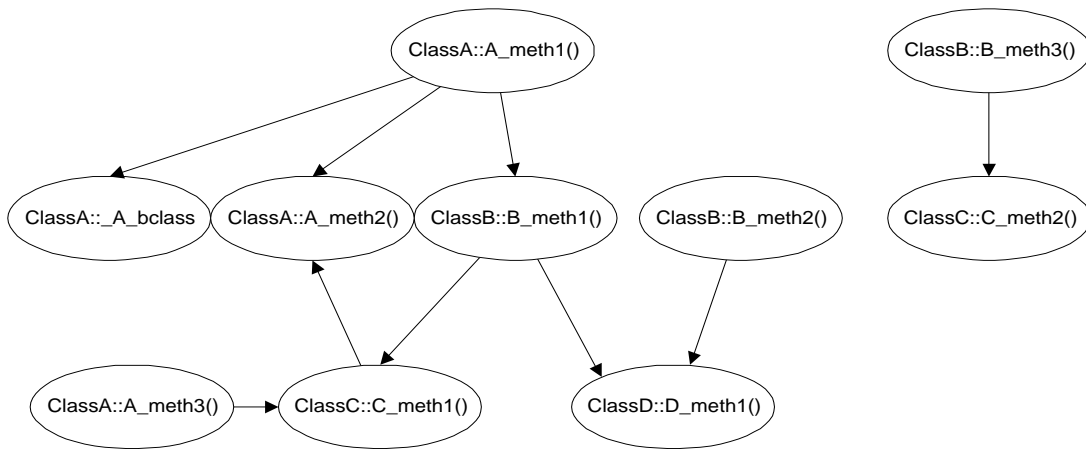 ClassA::A_meth1()
ClassB::B_meth3()
ClassA::_A_bclass
ClassA::A_meth2()
ClassB::B_meth1()
ClassB::B_meth2()
ClassC::C_meth2()
ClassA::A_meth3()
ClassC::C_meth1()
ClassD::D_meth1()